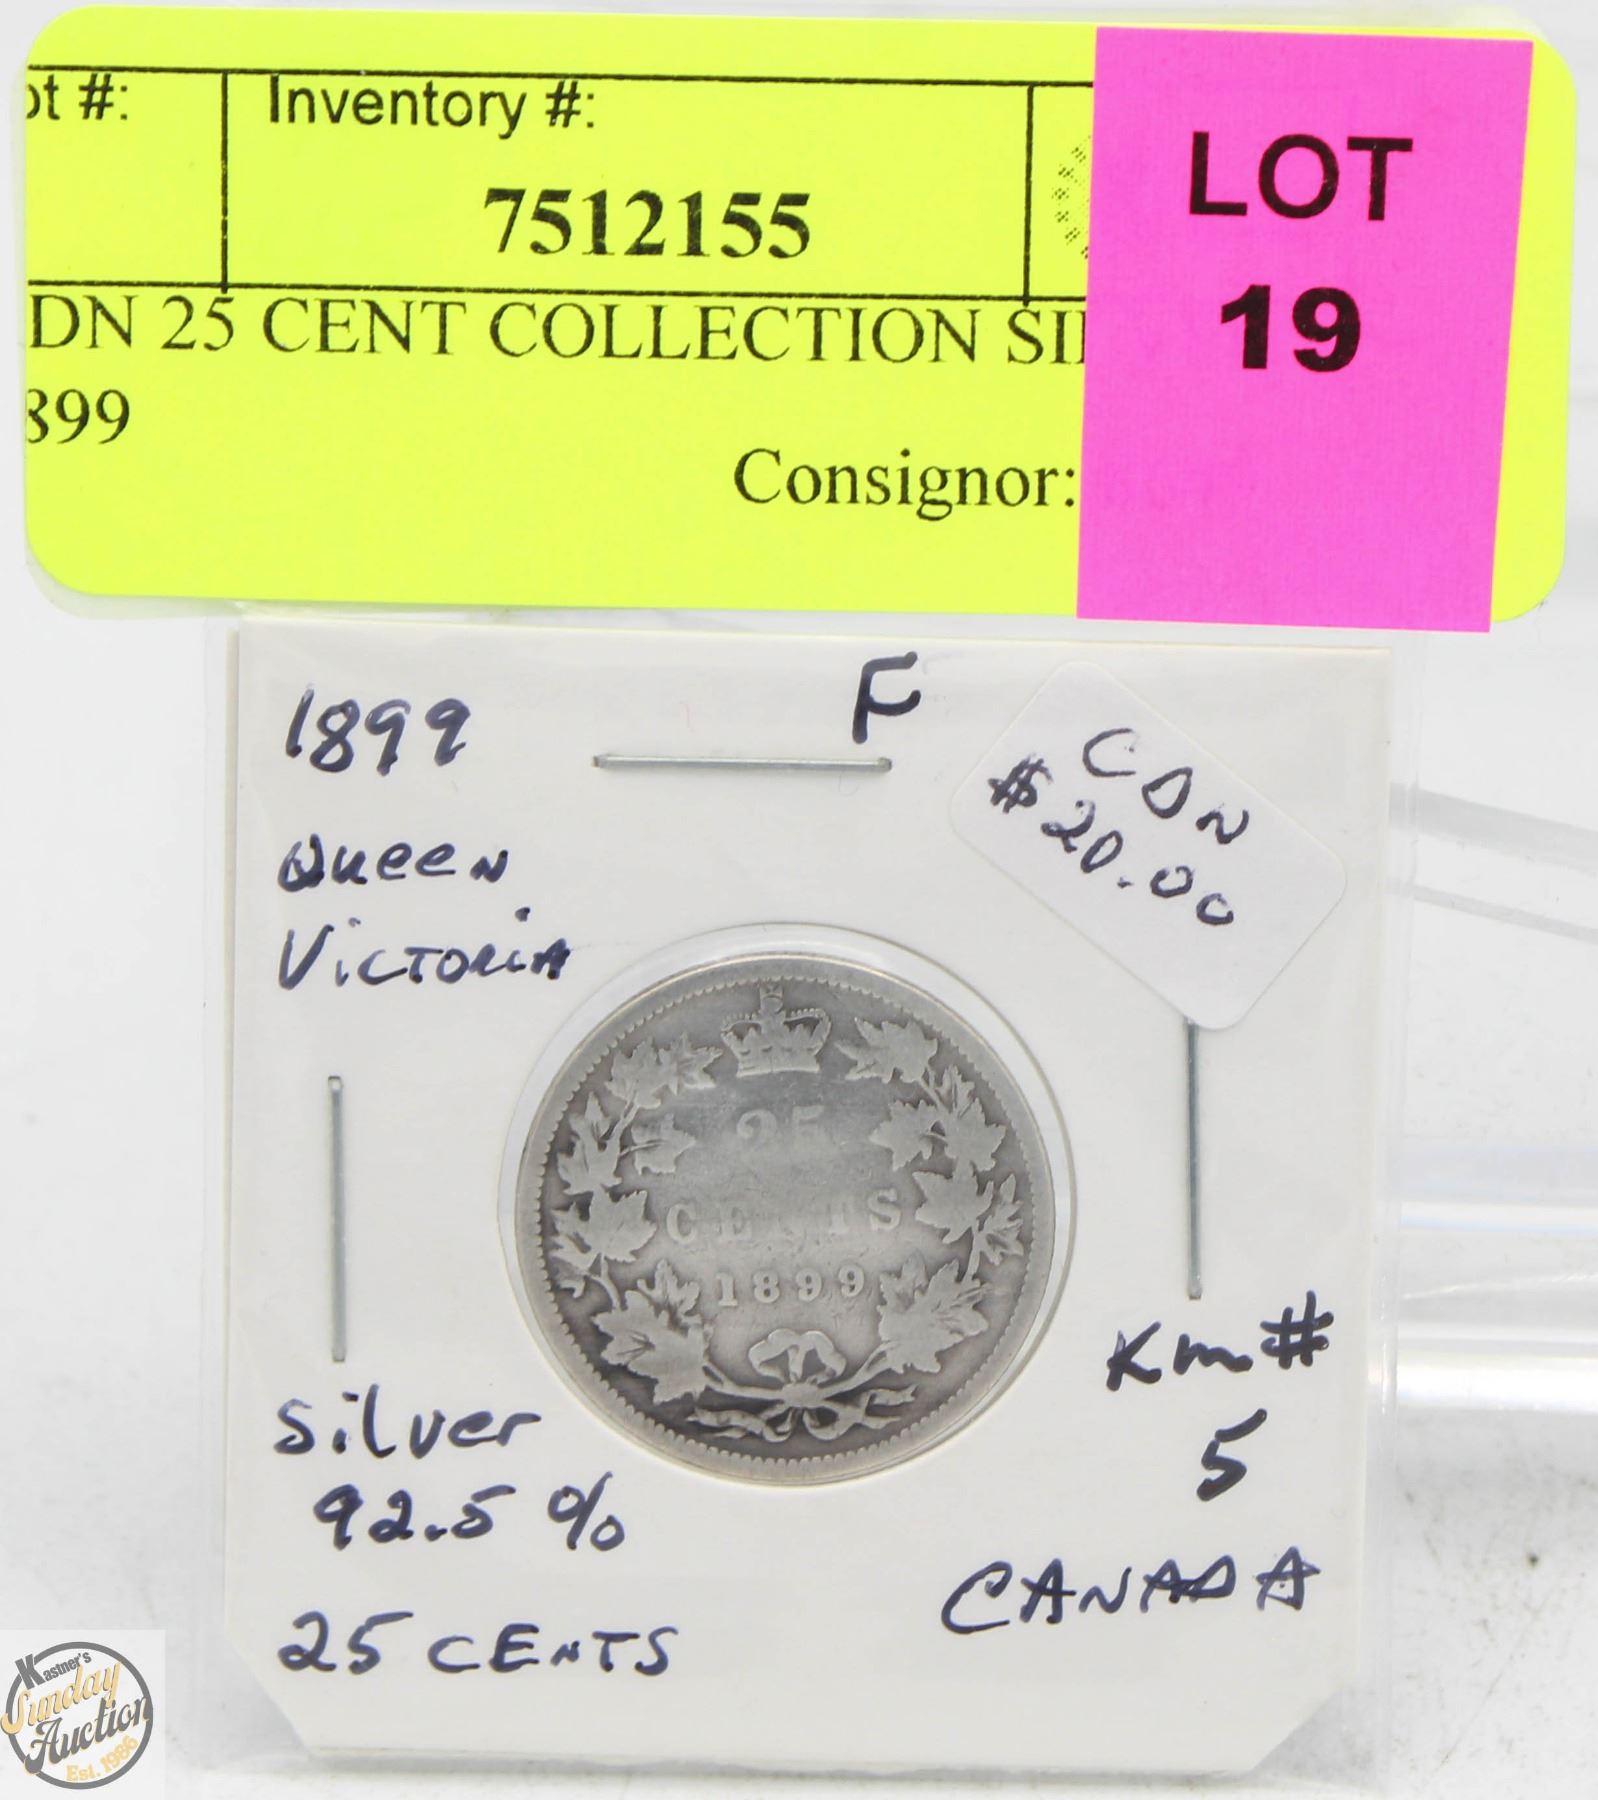 ot #:
Inventory #:
7512155
LOT
19
DN 25 CENT COLLECTION SI
899
Consignor:
1899
F
CDN
$20.00
Queen
Victoria
25
CENTS
1899
Silver
92.5%
25 CENTS
Km#
5
CANADA
Kastner's
Sunday
Auction
Est. 1986